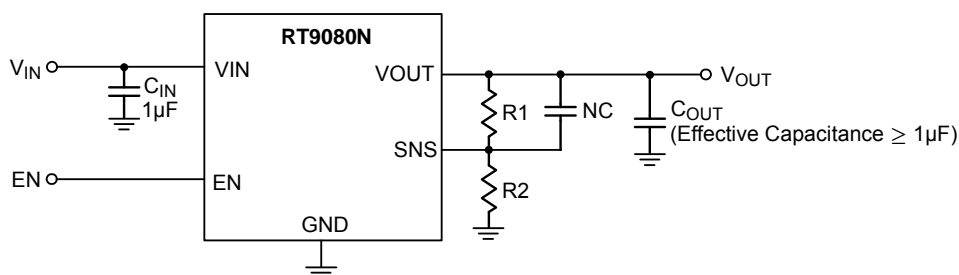 RT9080N
VIN
VIN
CIN
1µF
VOUT
VOUT
R1
NC
COUT
(Effective Capacitance ≥ 1µF)
SNS
EN
EN
R2
GND